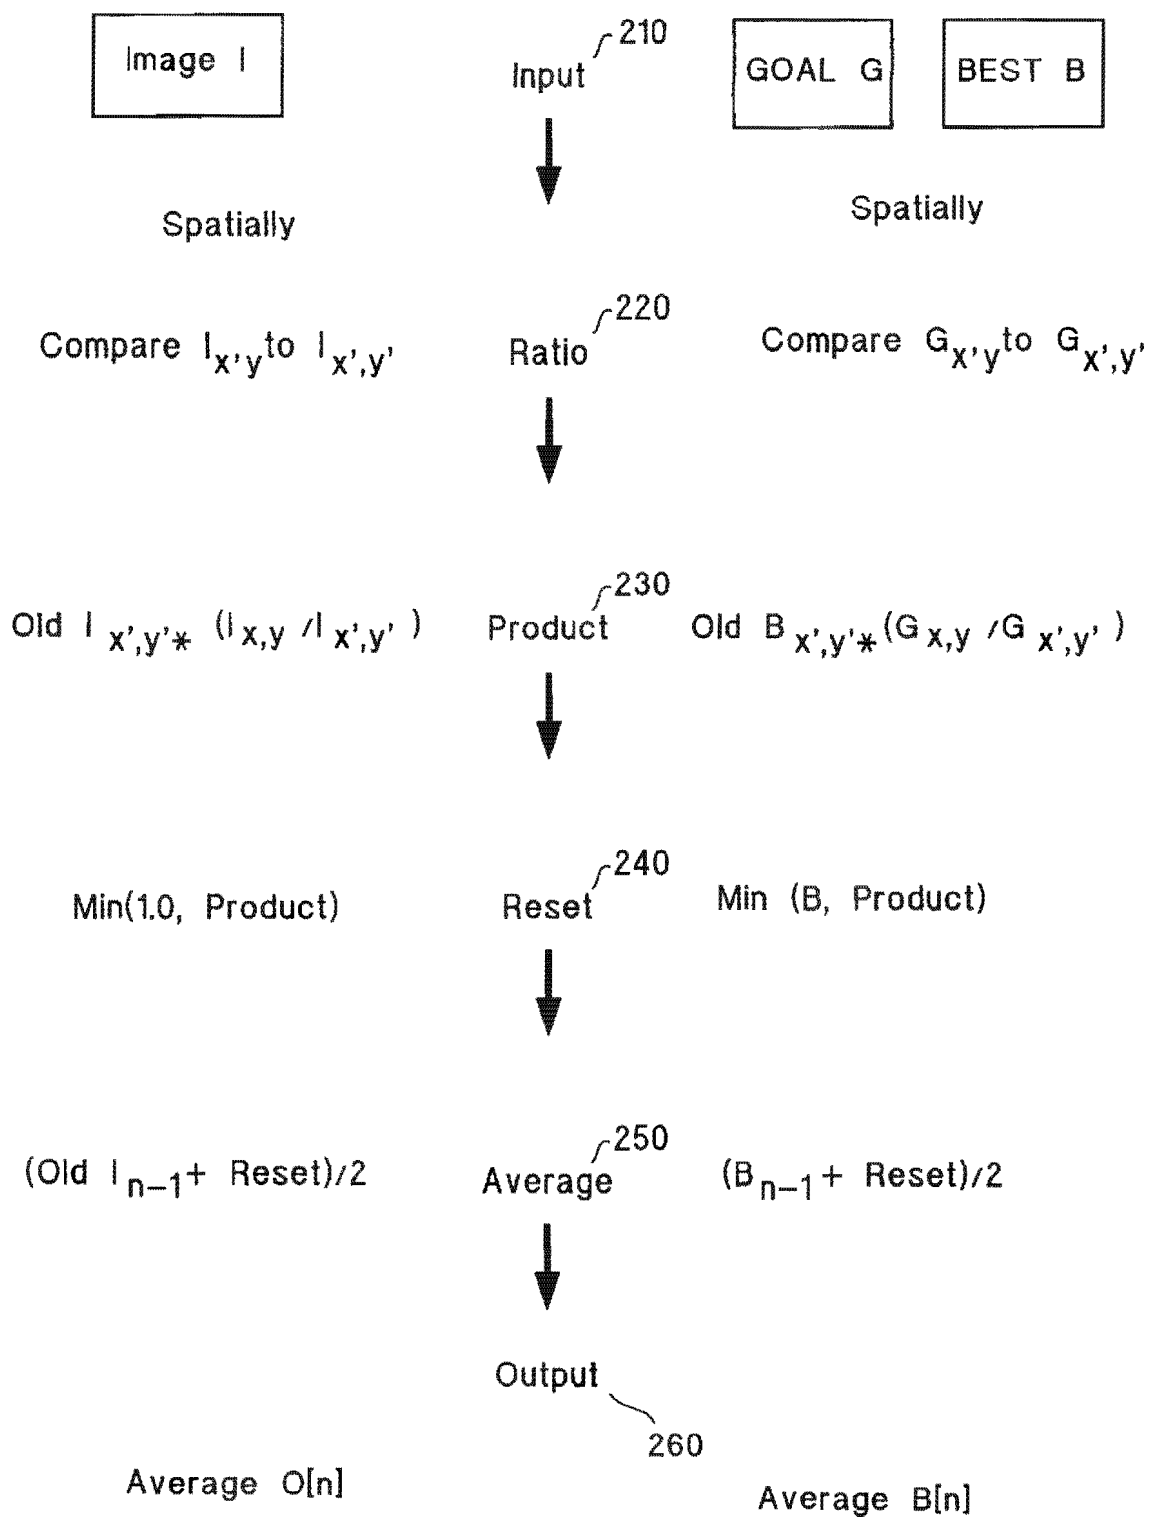 Image I
210
Input
GOAL G
BEST B
Spatially
Spatially
220
Compare I x'y to I x',y'
Ratio
Compare G x'y to G x',y'
230
Old I x',y'* (I x,y /I x',y' )
Product
Old B x',y'* (G x,y /G x',y' )
240
Min(1.0, Product)
Reset
Min (B, Product)
250
(Old I n-1 + Reset)/2
Average
(B n-1 + Reset)/2
Output
260
Average O[n]
Average B[n]